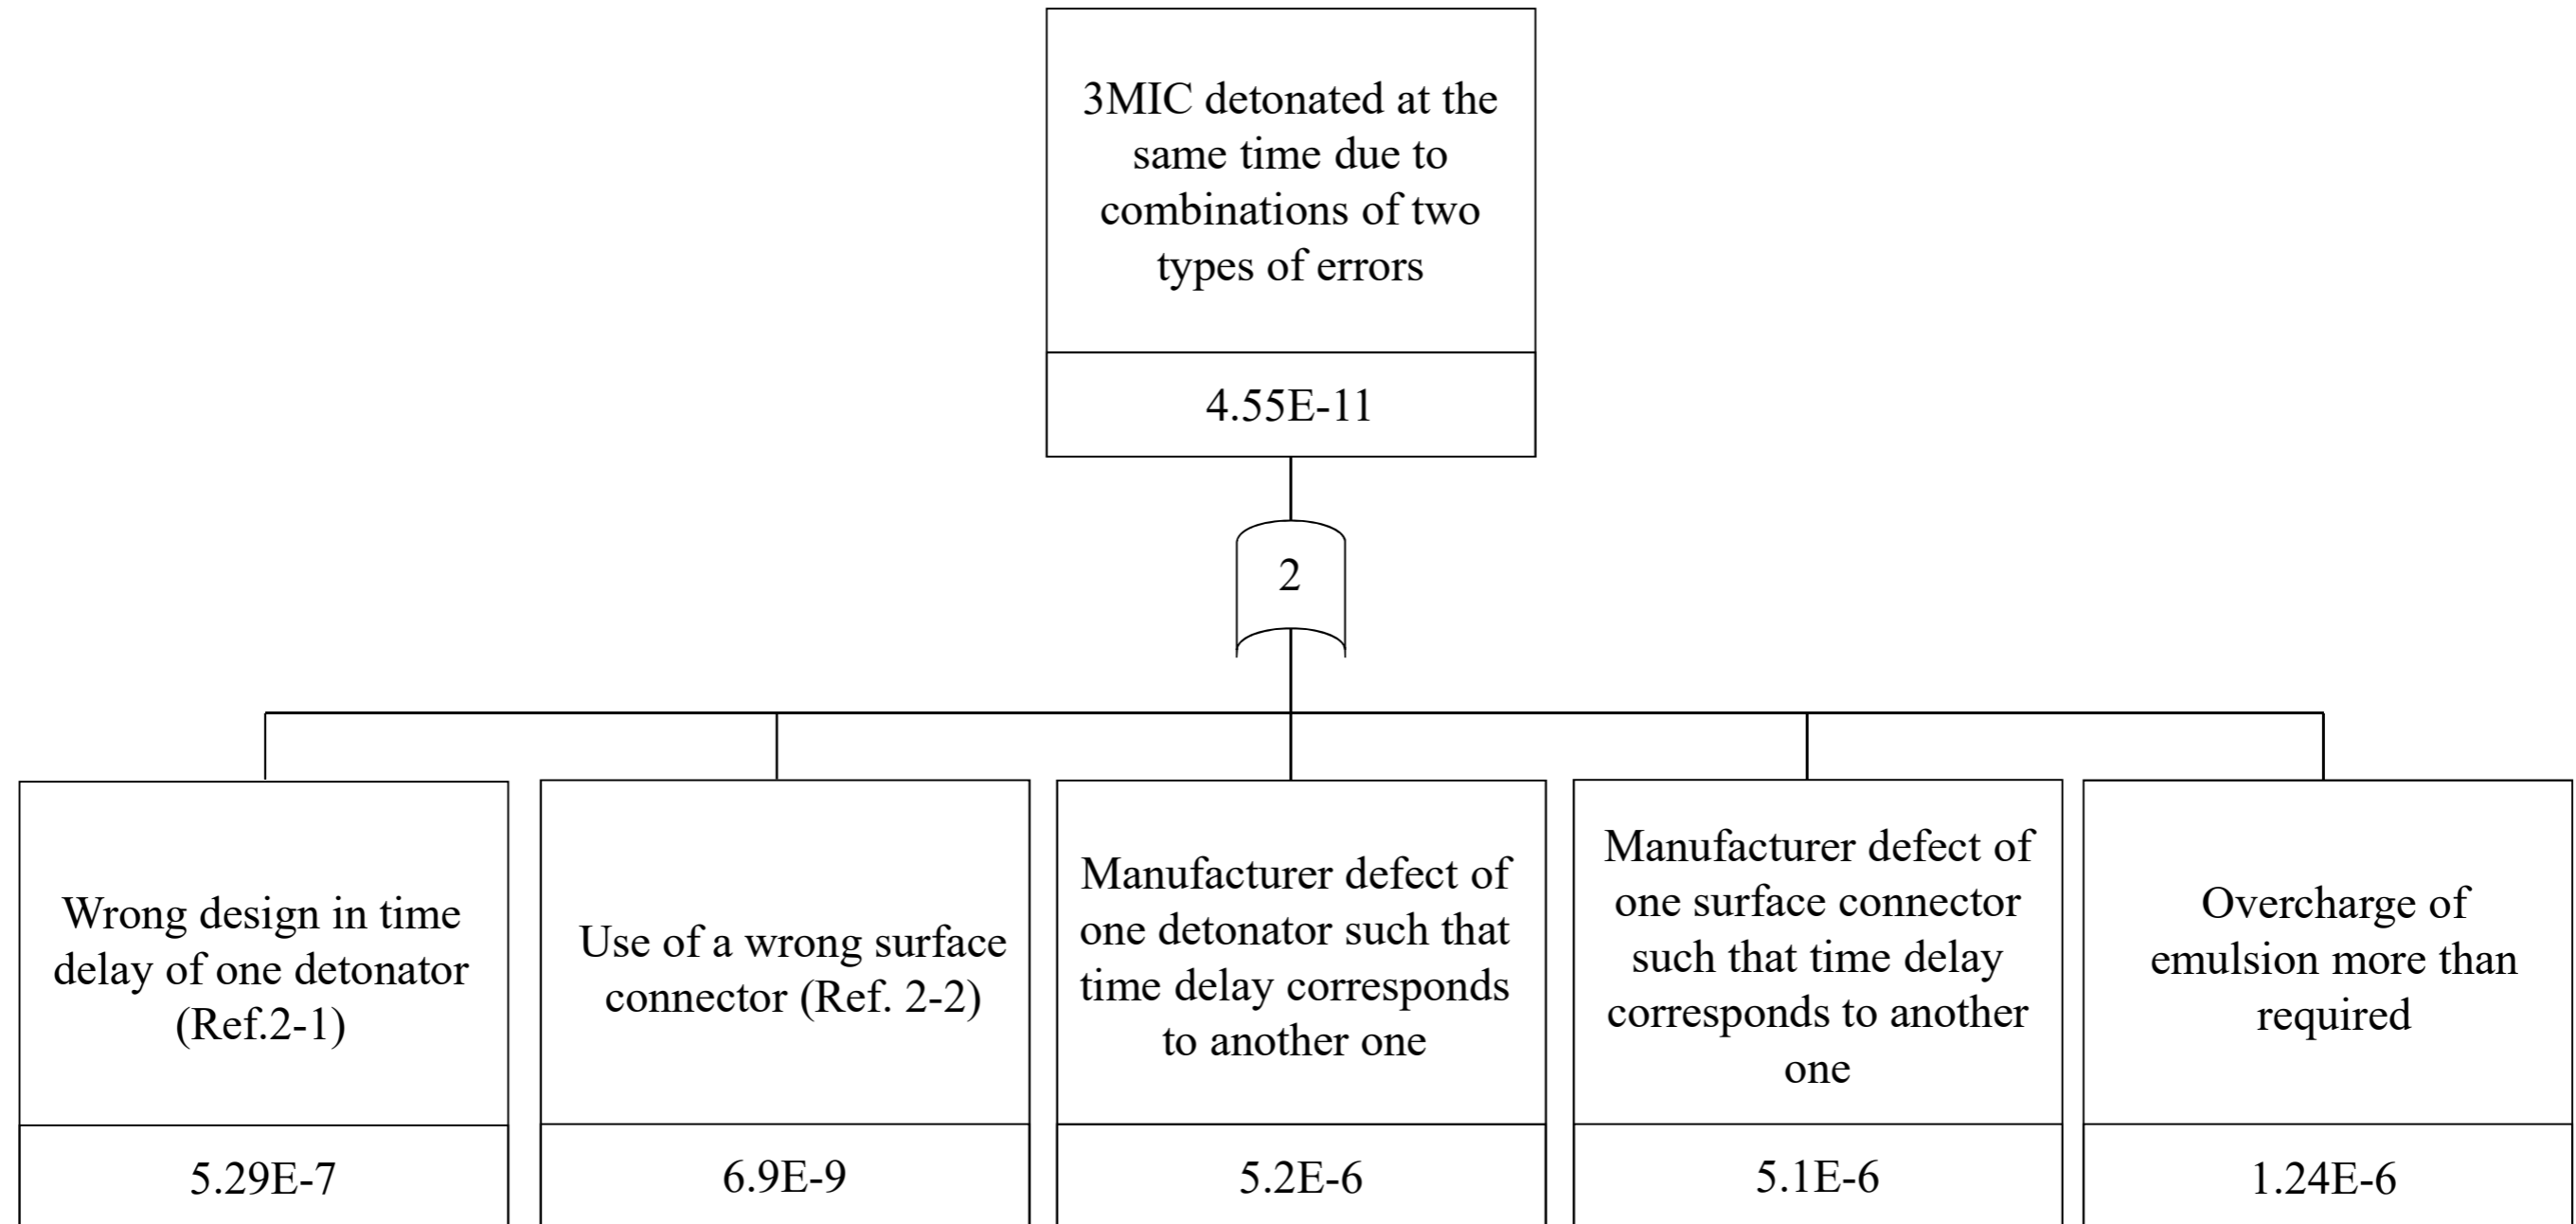 3MIC detonated at the
same time due to
combinations of two
types of errors
4.55E-11
2
Wrong design in time
delay of one detonator
(Ref.2-1)
5.29E-7
Use of a wrong surface
connector (Ref. 2-2)
6.9E-9
Manufacturer defect of
one detonator such that
time delay corresponds
to another one
5.2E-6
Manufacturer defect of
one surface connector
such that time delay
corresponds to another
one
5.1E-6
Overcharge of
emulsion more than
required
1.24E-6